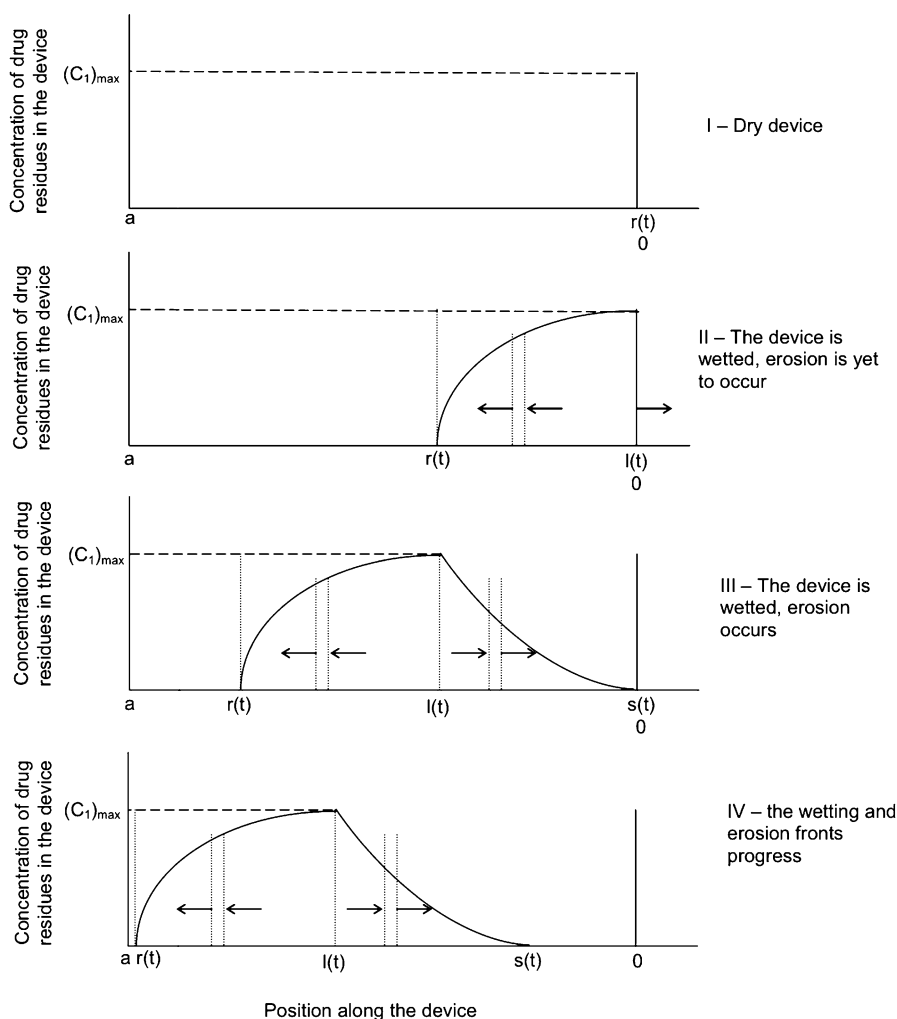 Concentration of drug
residues in the device
(C₁)max
I – Dry device
a
r(t)
0
Concentration of drug
residues in the device
(C₁)max
II – The device is
wetted, erosion is yet
to occur
a
r(t)
l(t)
0
Concentration of drug
residues in the device
(C₁)max
III – The device is
wetted, erosion
occurs
a
r(t)
l(t)
s(t)
0
Concentration of drug
residues in the device
(C₁)max
IV – the wetting and
erosion fronts
progress
a r(t)
l(t)
s(t)
0
Position along the device